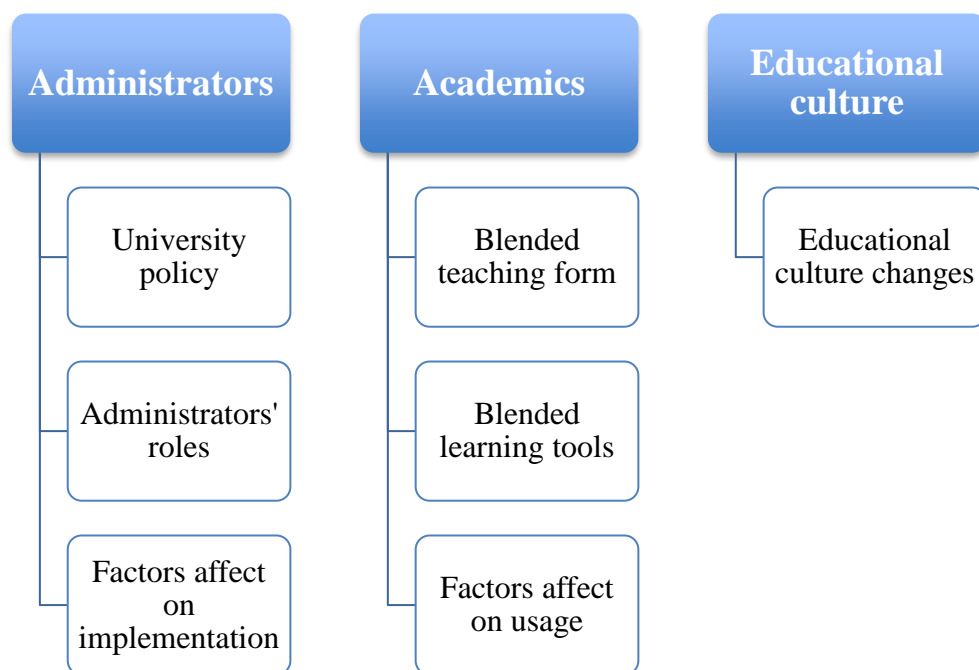 Administrators
University
policy
Administrators'
roles
Factors affect
on
implementation
Academics
Blended
teaching form
Blended
learning tools
Factors affect
on usage
Educational
culture
Educational
culture changes